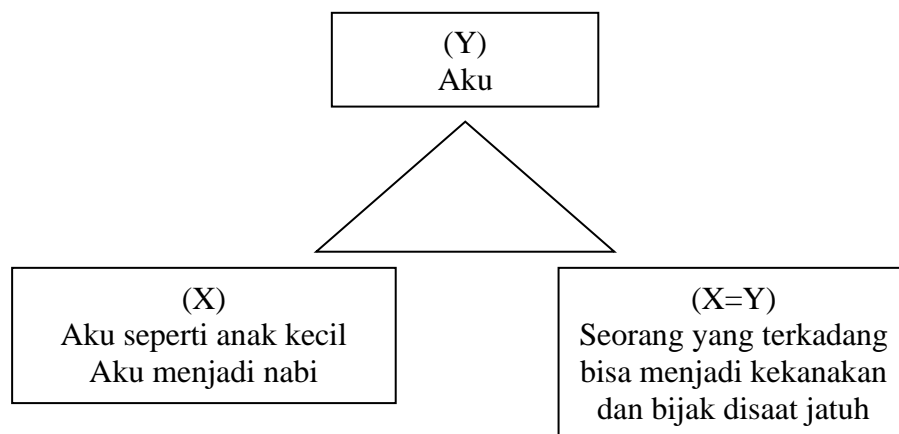 (Y)
Aku
(X)
Aku seperti anak kecil
Aku menjadi nabi
(X=Y)
Seorang yang terkadang
bisa menjadi kekanakan
dan bijak disaat jatuh